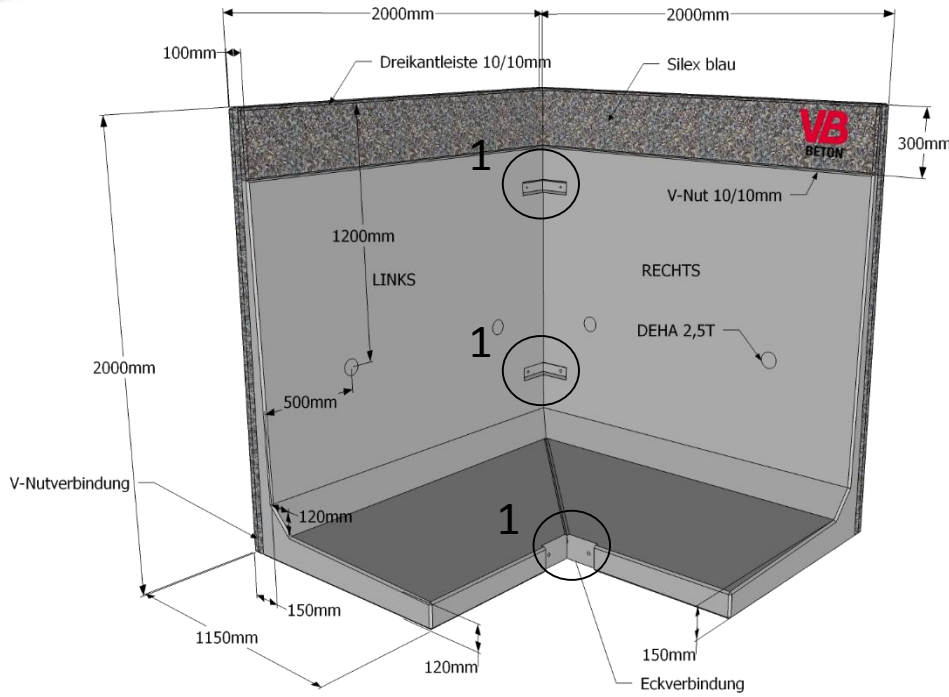 2000mm
2000mm
100mm
Dreikantleiste 10/10mm
Silex blau
VB
BETON
300mm
1
V-Nut 10/10mm
1200mm
LINKS
RECHTS
1
DEHA 2,5T
2000mm
500mm
V-Nutverbindung
120mm
1
150mm
1150mm
120mm
150mm
Eckverbindung